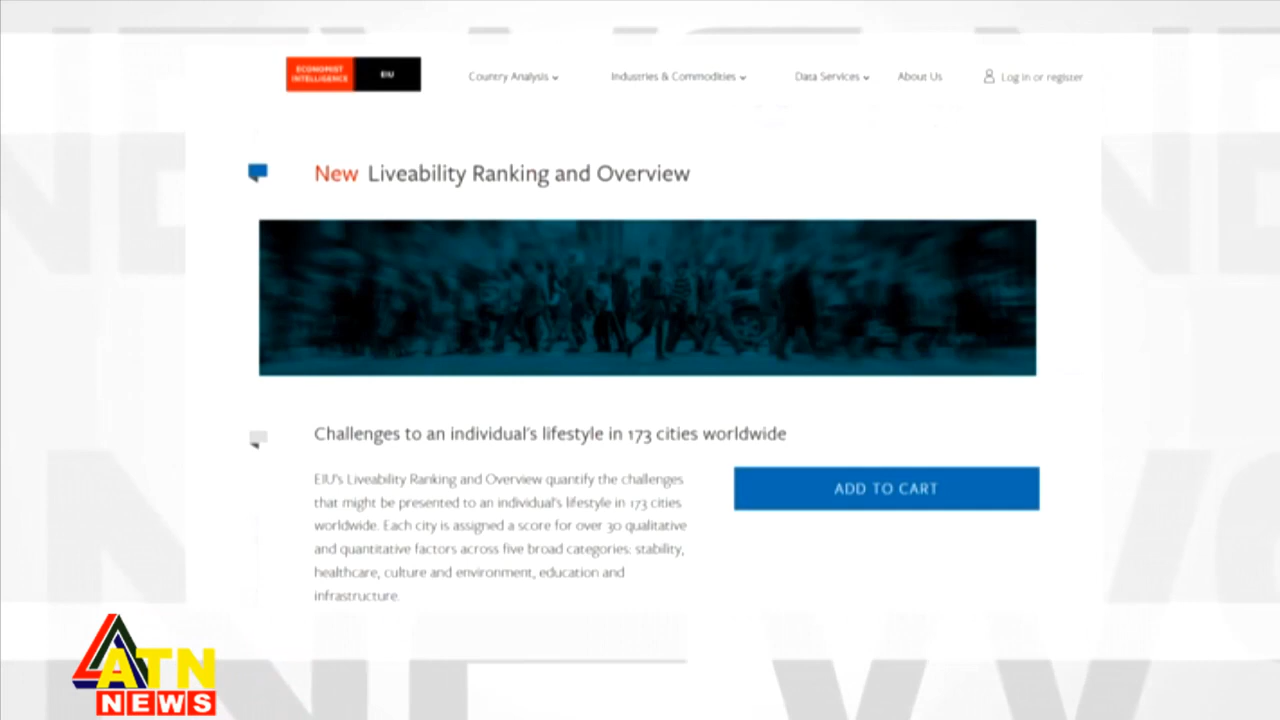 ECONOMIST
INTELLIGENCE
EIU
Country Analysis
Industries & Commodities
Data Services
About Us
Log in or register
New Liveability Ranking and Overview
Challenges to an individual's lifestyle in 173 cities worldwide
EIU's Liveability Ranking and Overview quantify the challenges
that might be presented to an individual's lifestyle in 173 cities
worldwide. Each city is assigned a score for over 30 qualitative
and quantitative factors across five broad categories: stability,
healthcare, culture and environment, education and
infrastructure.
ADD TO CART
ATN
NEWS